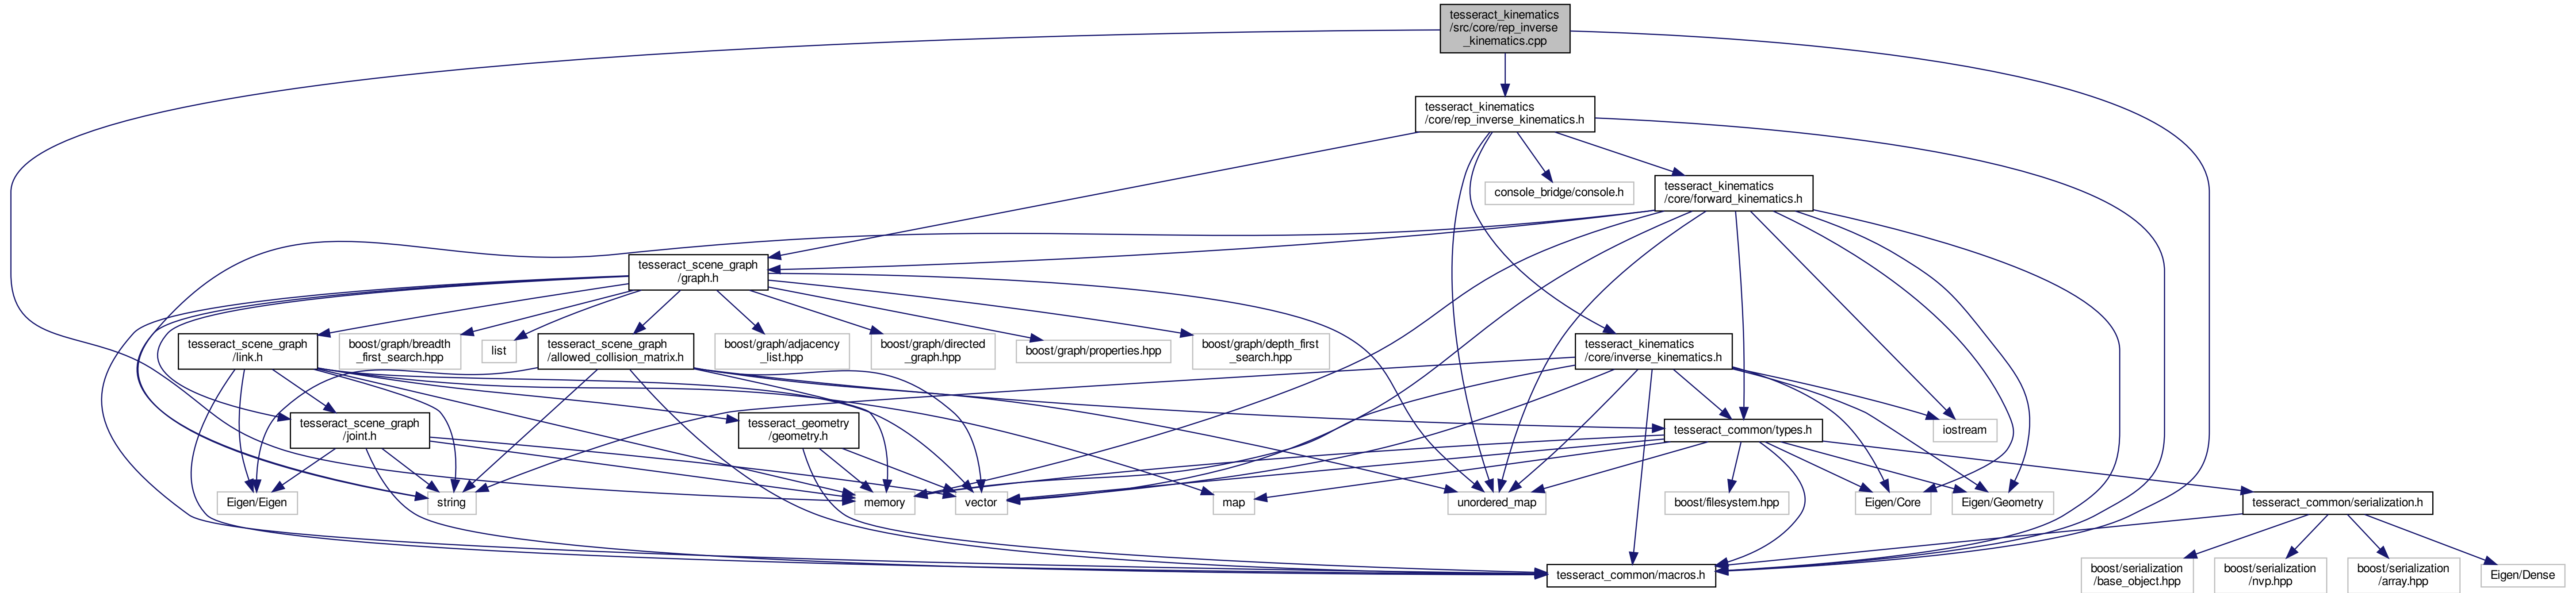 tesseract_kinematics
/src/core/rep_inverse
_kinematics.cpp
tesseract_kinematics
/core/rep_inverse_kinematics.h
console_bridge/console.h
tesseract_kinematics
/core/forward_kinematics.h
tesseract_scene_graph
/graph.h
tesseract_scene_graph
/link.h
boost/graph/breadth
_first_search.hpp
list
tesseract_scene_graph
/allowed_collision_matrix.h
boost/graph/adjacency
_list.hpp
boost/graph/directed
_graph.hpp
boost/graph/properties.hpp
boost/graph/depth_first
_search.hpp
tesseract_kinematics
/core/inverse_kinematics.h
tesseract_scene_graph
/joint.h
tesseract_geometry
/geometry.h
tesseract_common/types.h
iostream
Eigen/Eigen
string
memory
vector
map
unordered_map
boost/filesystem.hpp
Eigen/Core
Eigen/Geometry
tesseract_common/serialization.h
tesseract_common/macros.h
boost/serialization
/base_object.hpp
boost/serialization
/nvp.hpp
boost/serialization
/array.hpp
Eigen/Dense